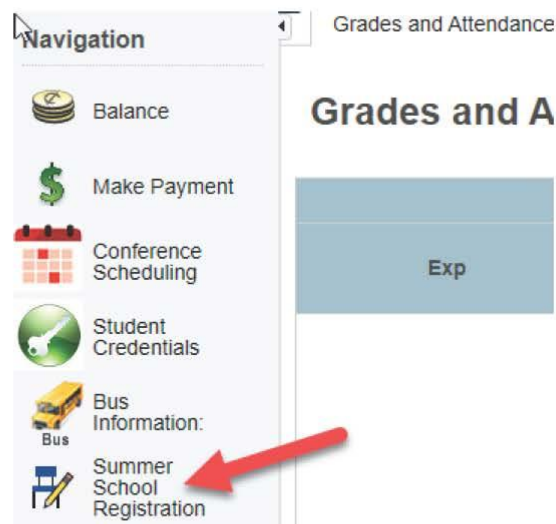 Navigation
Balance
Make Payment
Conference
Scheduling
Student
Credentials
Bus
Information:
Bus
Summer
School
Registration
Grades and Attendance
Grades and A
Exp